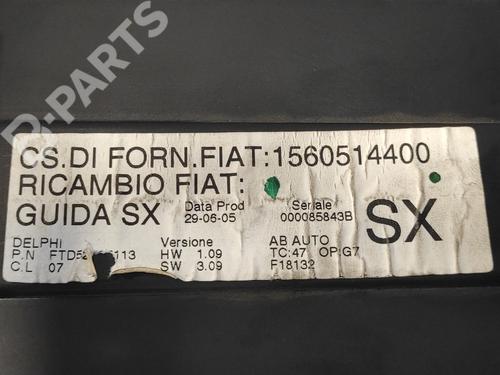 CS.DI FORN.FIAT:1560514400
RICAMBIO FIAT:
GUIDA SX Data Prod 29-06-05 Seriale 000085843B SX
DELPHI Versione AB AUTO
P.N HW 1.09 TC:47 OP:G7
C.L 07 SW 3.09 F18132
B-PARTS